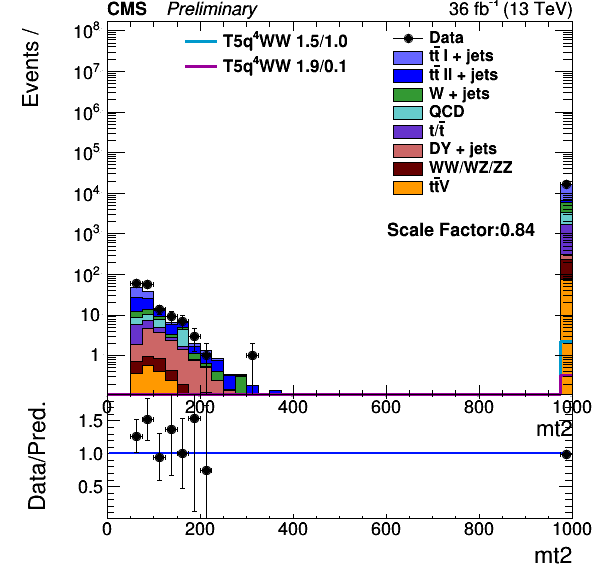 CMS Preliminary 36 fb⁻¹ (13 TeV)
Events /
10⁸
10⁷
10⁶
10⁵
10⁴
10³
10²
10
1
T5q⁴WW 1.5/1.0
T5q⁴WW 1.9/0.1
Data
tt̄ I + jets
tt̄ II + jets
W + jets
QCD
t/t̄
DY + jets
WW/WZ/ZZ
tt̄V
Scale Factor:0.84
0 200 400 600 800 1000
mt2
Data/Pred.
1.5
1.0
0.5
0 200 400 600 800 1000
mt2